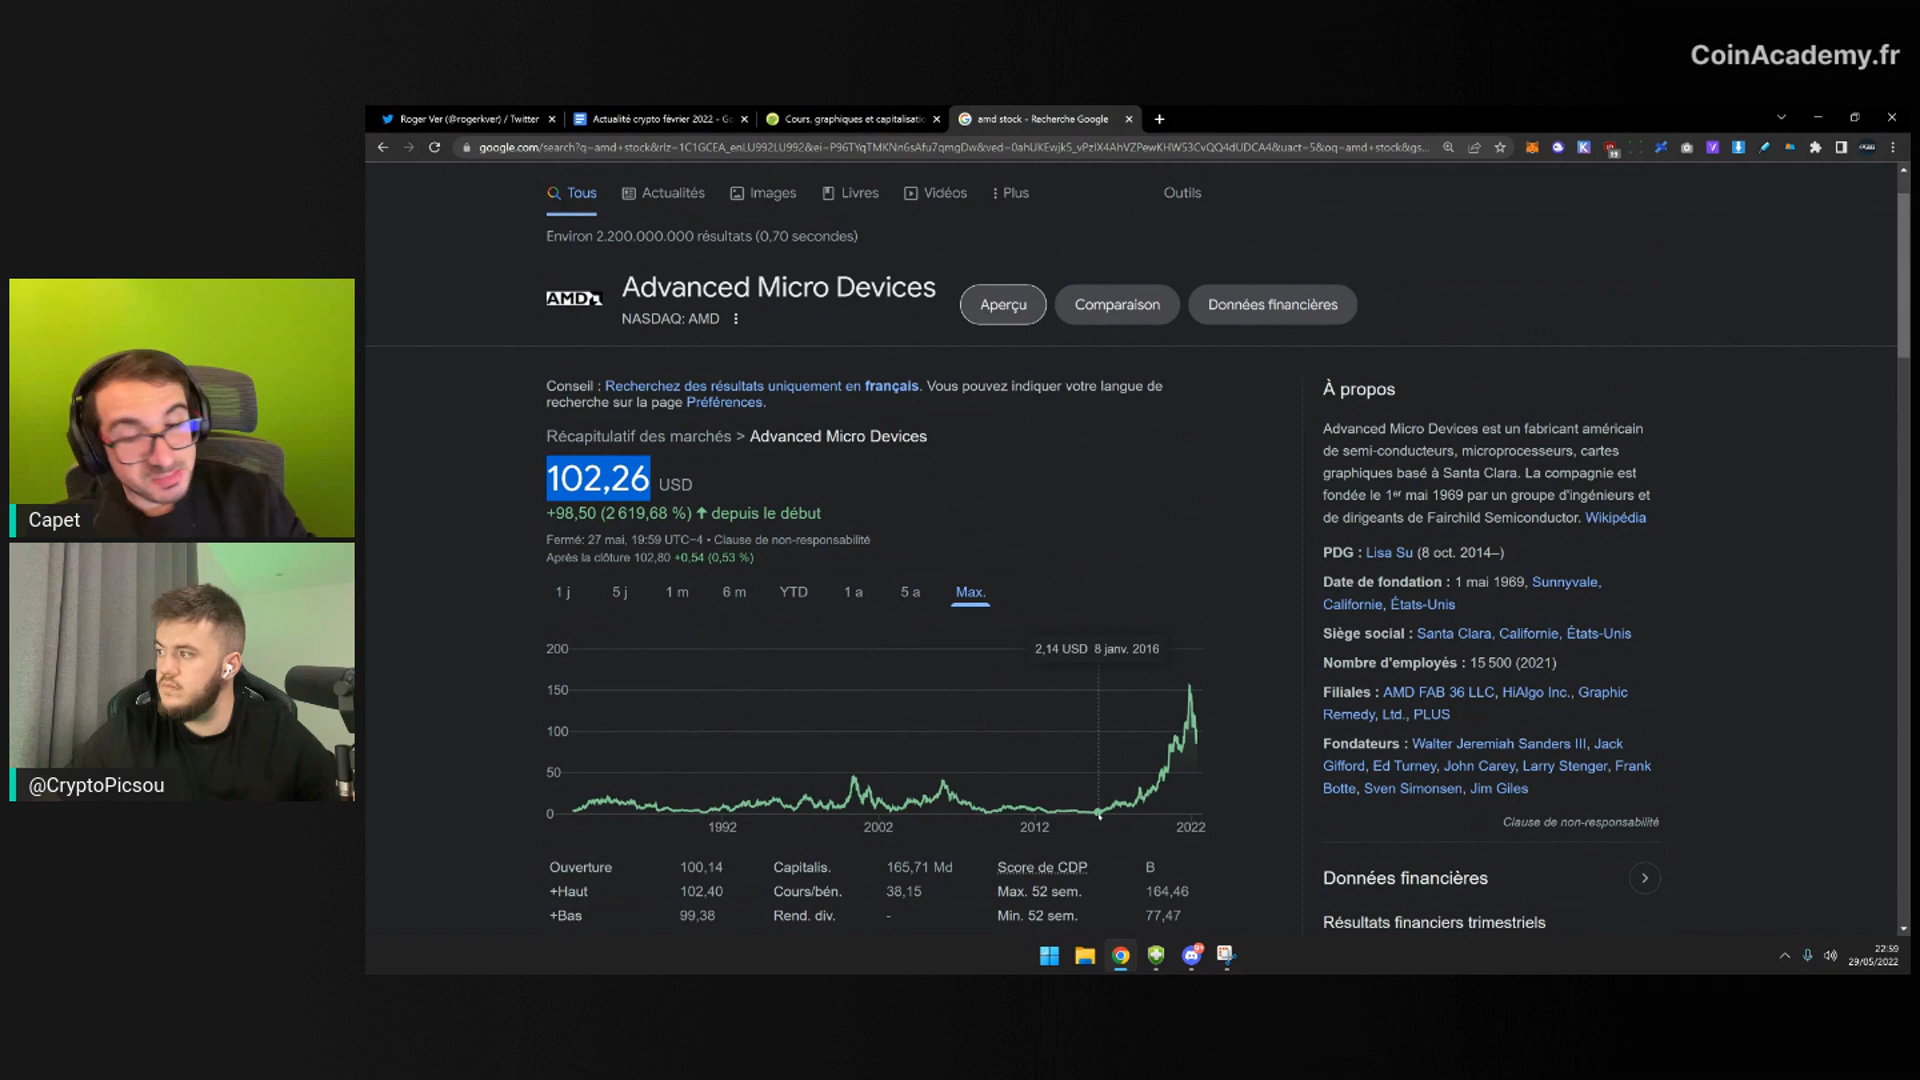 CoinAcademy.fr
Roger Ver (@rogerkver) / Twitter
Actualité crypto février 2022 - Go
Cours, graphiques et capitalisatio
amd stock - Recherche Google
Tous
Actualités
Images
Livres
Vidéos
Plus
Outils
Environ 2.200.000.000 résultats (0,70 secondes)
AMD
Advanced Micro Devices
NASDAQ: AMD
Aperçu
Comparaison
Données financières
Conseil : Recherchez des résultats uniquement en français. Vous pouvez indiquer votre langue de
recherche sur la page Préférences.
Récapitulatif des marchés > Advanced Micro Devices
102,26 USD
+98,50 (2 619,68 %) ↑ depuis le début
Fermé: 27 mai, 19:59 UTC−4 • Clause de non-responsabilité
Après la clôture 102,80 +0,54 (0,53 %)
1 j
5 j
1 m
6 m
YTD
1 a
5 a
Max.
2,14 USD 8 janv. 2016
200
150
100
50
0
1992
2002
2012
2022
Ouverture 100,14 Capitalis. 165,71 Md Score de CDP B
+Haut 102,40 Cours/bén. 38,15 Max. 52 sem. 164,46
+Bas 99,38 Rend. div. - Min. 52 sem. 77,47
À propos
Advanced Micro Devices est un fabricant américain
de semi-conducteurs, microprocesseurs, cartes
graphiques basé à Santa Clara. La compagnie est
fondée le 1er mai 1969 par un groupe d'ingénieurs et
de dirigeants de Fairchild Semiconductor. Wikipédia
PDG : Lisa Su (8 oct. 2014–)
Date de fondation : 1 mai 1969, Sunnyvale,
Californie, États-Unis
Siège social : Santa Clara, Californie, États-Unis
Nombre d'employés : 15 500 (2021)
Filiales : AMD FAB 36 LLC, HiAlgo Inc., Graphic
Remedy, Ltd., PLUS
Fondateurs : Walter Jeremiah Sanders III, Jack
Gifford, Ed Turney, John Carey, Larry Stenger, Frank
Botte, Sven Simonsen, Jim Giles
Clause de non-responsabilité
Données financières
Résultats financiers trimestriels
Capet
@CryptoPicsou
22:59
29/05/2022